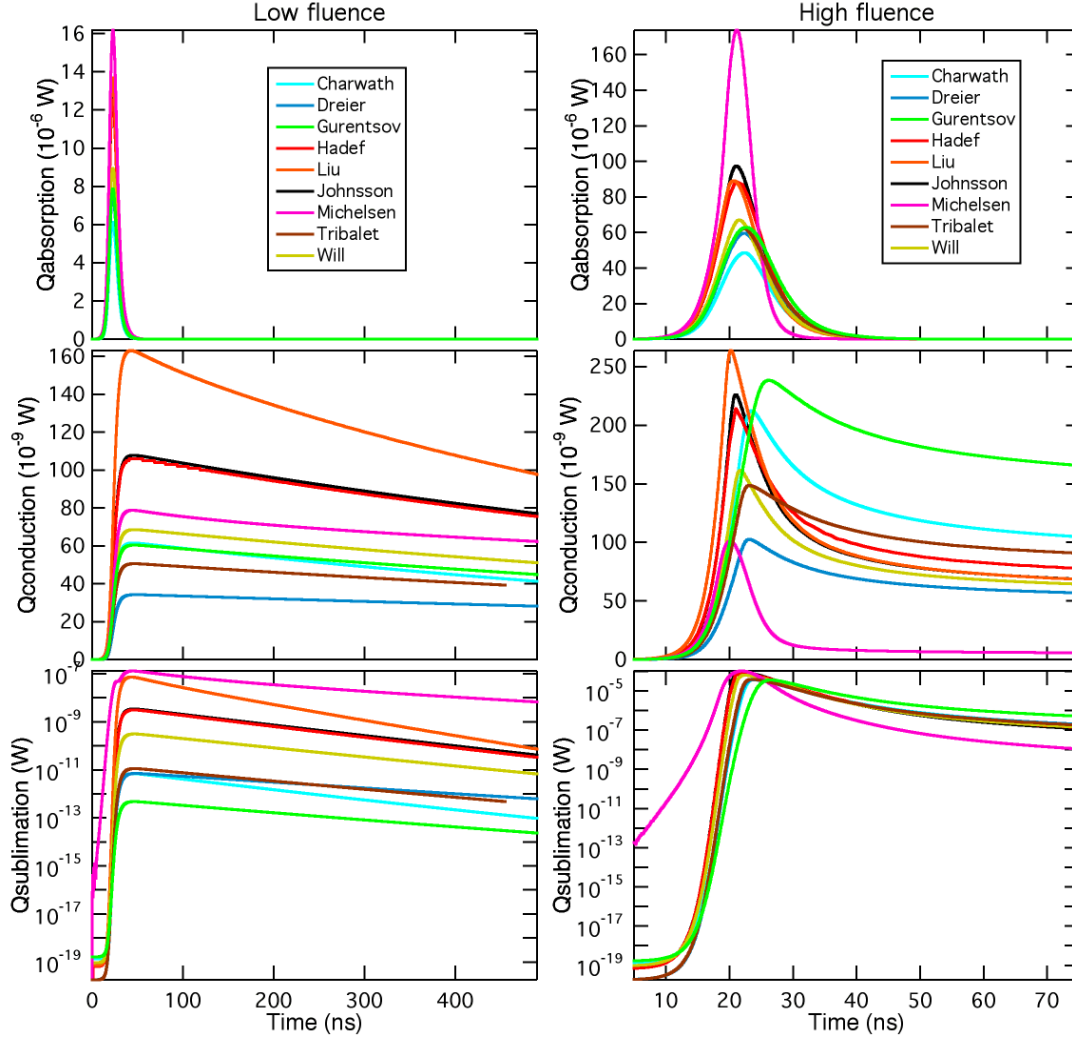 Low fluence
High fluence
Qabsorption (10⁻⁶ W)
16
14
12
10
8
6
4
2
0
Charwath
Dreier
Gurentsov
Hadef
Liu
Johnsson
Michelsen
Tribalet
Will
Qabsorption (10⁻⁶ W)
160
140
120
100
80
60
40
20
0
Charwath
Dreier
Gurentsov
Hadef
Liu
Johnsson
Michelsen
Tribalet
Will
Qconduction (10⁻⁹ W)
160
140
120
100
80
60
40
20
0
Qconduction (10⁻⁹ W)
250
200
150
100
50
0
Qsublimation (W)
10⁻⁷
10⁻⁹
10⁻¹¹
10⁻¹³
10⁻¹⁵
10⁻¹⁷
10⁻¹⁹
0
100
200
300
400
Time (ns)
Qsublimation (W)
10⁻⁵
10⁻⁷
10⁻⁹
10⁻¹¹
10⁻¹³
10⁻¹⁵
10⁻¹⁷
10⁻¹⁹
10
20
30
40
50
60
70
Time (ns)